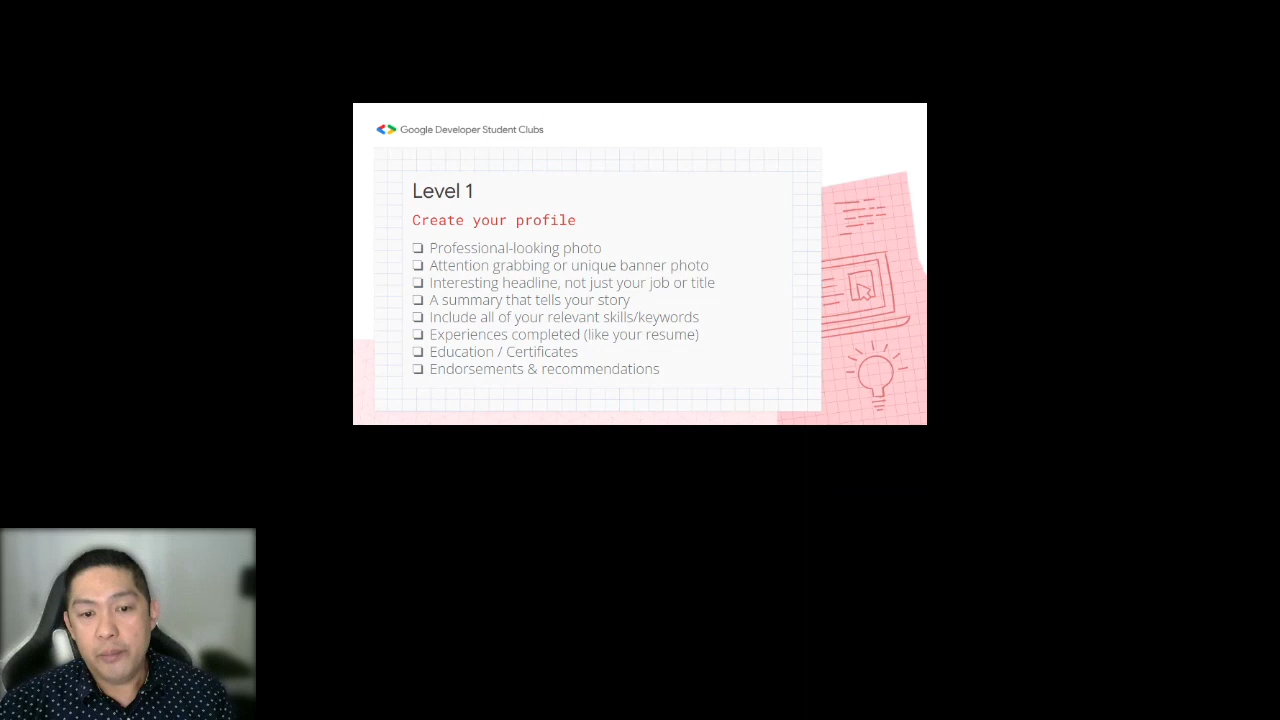 Google Developer Student Clubs
Level 1
Create your profile
❏ Professional-looking photo
❏ Attention grabbing or unique banner photo
❏ Interesting headline, not just your job or title
❏ A summary that tells your story
❏ Include all of your relevant skills/keywords
❏ Experiences completed (like your resume)
❏ Education / Certificates
❏ Endorsements & recommendations